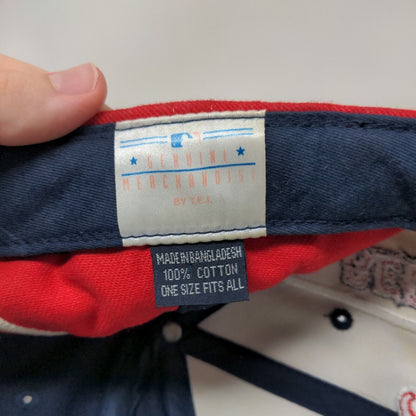 GENUINE
MERCHANDISE
BY T.E.I.
MADE IN BANGLADESH
100% COTTON
ONE SIZE FITS ALL